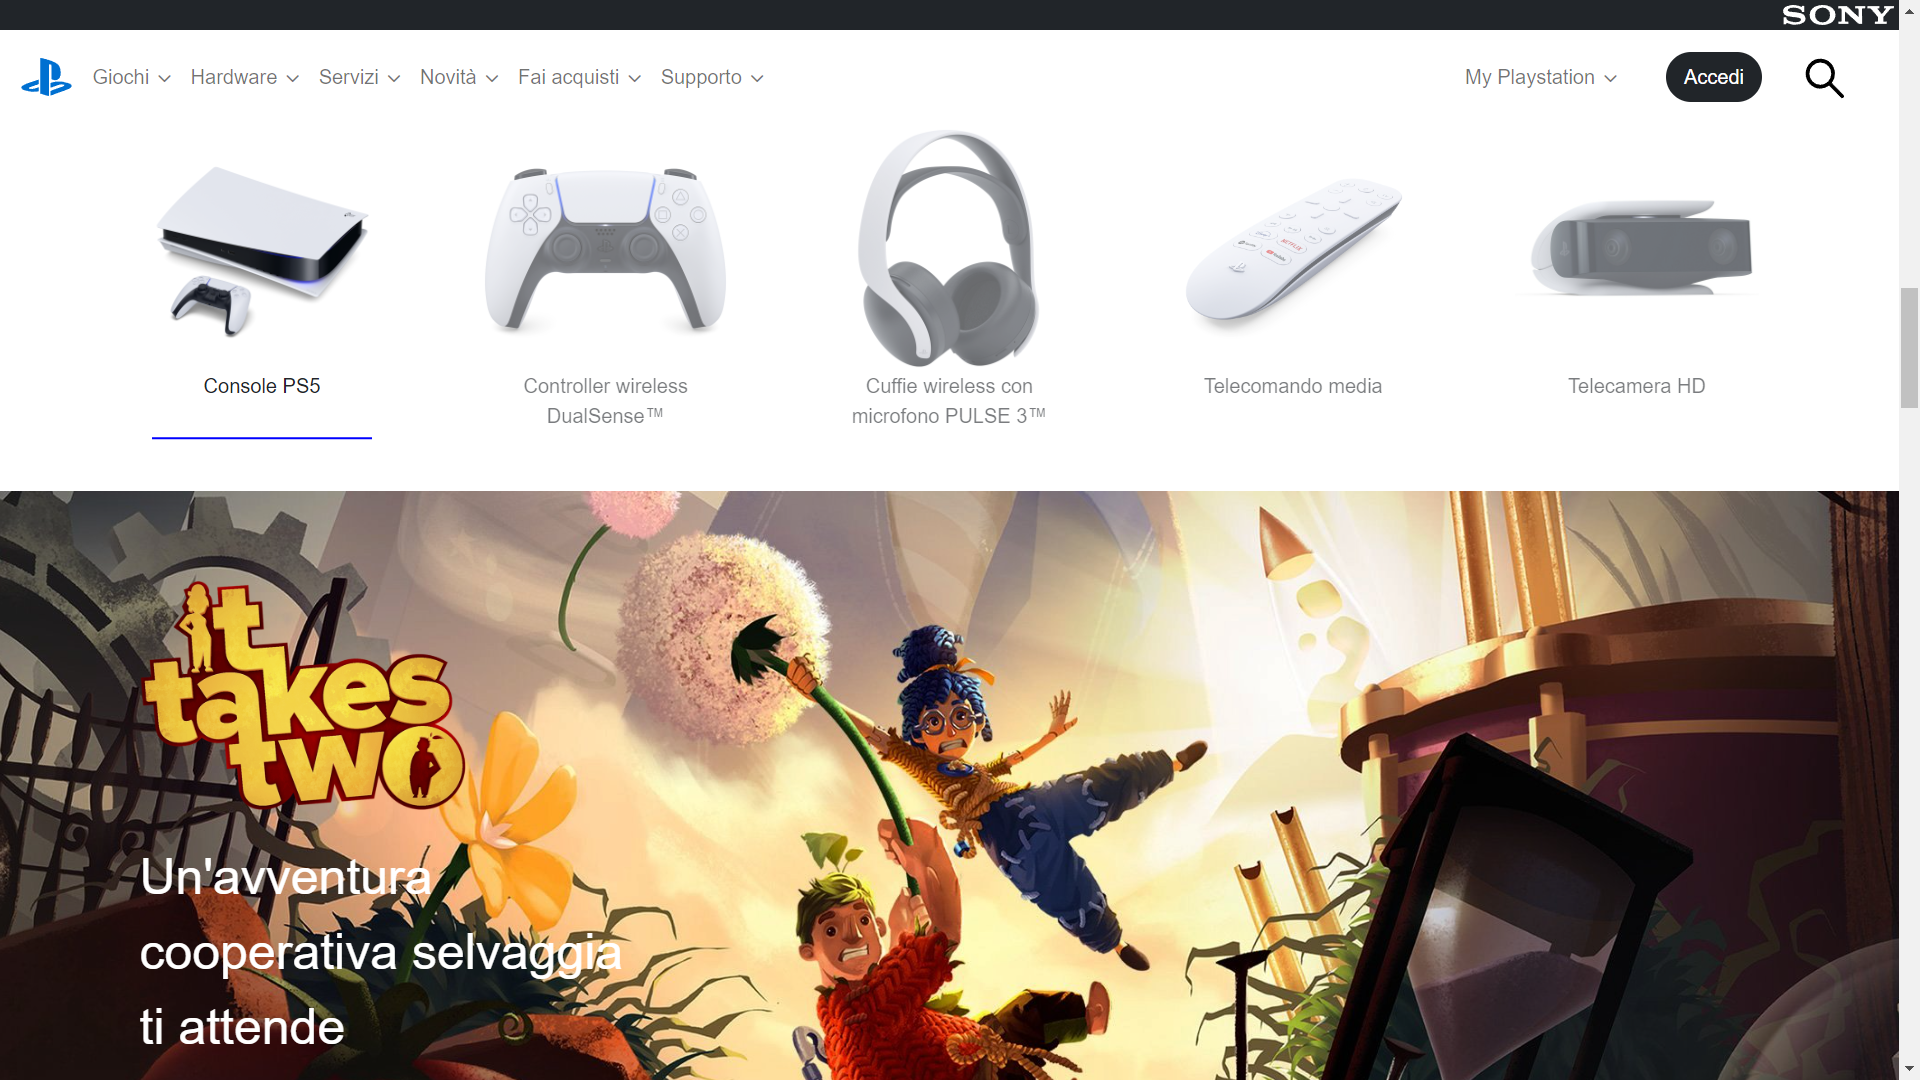 SONY
Giochi Hardware Servizi Novità Fai acquisti Supporto My Playstation Accedi
Console PS5 Controller wireless Cuffie wireless con Telecomando media Telecamera HD
DualSense™ microfono PULSE 3™
it
takes
two
Un'avventura
cooperativa selvaggia
ti attende